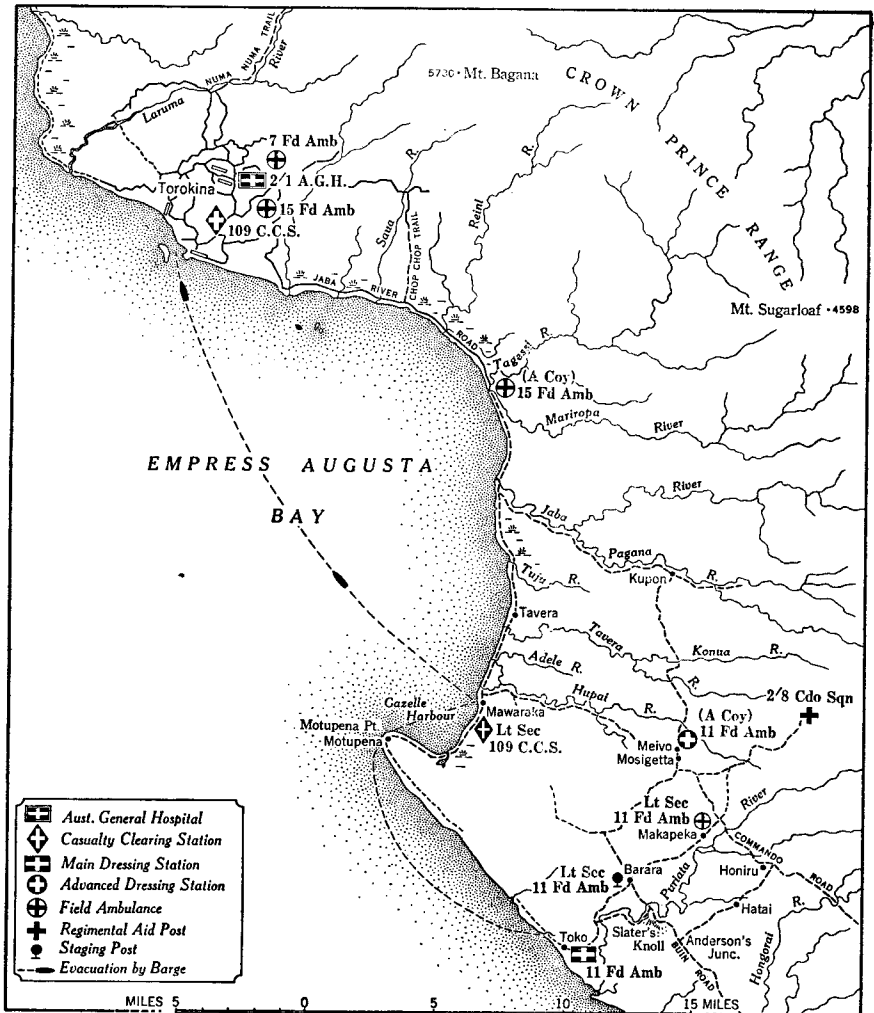 NUMA NUMA TRAIL
River
Laruma
5730 · Mt. Bagana
CROWN PRINCE RANGE
7 Fd Amb
2/1 A.G.H.
Torokina
15 Fd Amb
109 C.C.S.
Saua R.
CHOP CHOP TRAIL
Reinl R.
JABA RIVER ROAD
Mt. Sugarloaf · 4598
Tagessi R.
(A Coy)
15 Fd Amb
Mariropa River
EMPRESS AUGUSTA
BAY
River
Jaba
Pagana R.
Kupon
Tuju R.
Tavera
Tavera
Konua R.
Adele R.
Hupai R.
R.
2/8 Cdo Sqn
Gazelle
Harbour
Mawaraka
(A Coy)
11 Fd Amb
Motupena Pt.
Motupena
Lt Sec
109 C.C.S.
Meivo
Mosigetta
Lt Sec
11 Fd Amb
River
Makapeka
COMMANDO ROAD
Puriata
Lt Sec
11 Fd Amb
Barara
Honiru
Hatai
R.
Slater's
Knoll
Toko
BUIN ROAD
Anderson's
Junc.
Hongorai
11 Fd Amb
Aust. General Hospital
Casualty Clearing Station
Main Dressing Station
Advanced Dressing Station
Field Ambulance
Regimental Aid Post
Staging Post
Evacuation by Barge
MILES 5 0 5 10 15 MILES